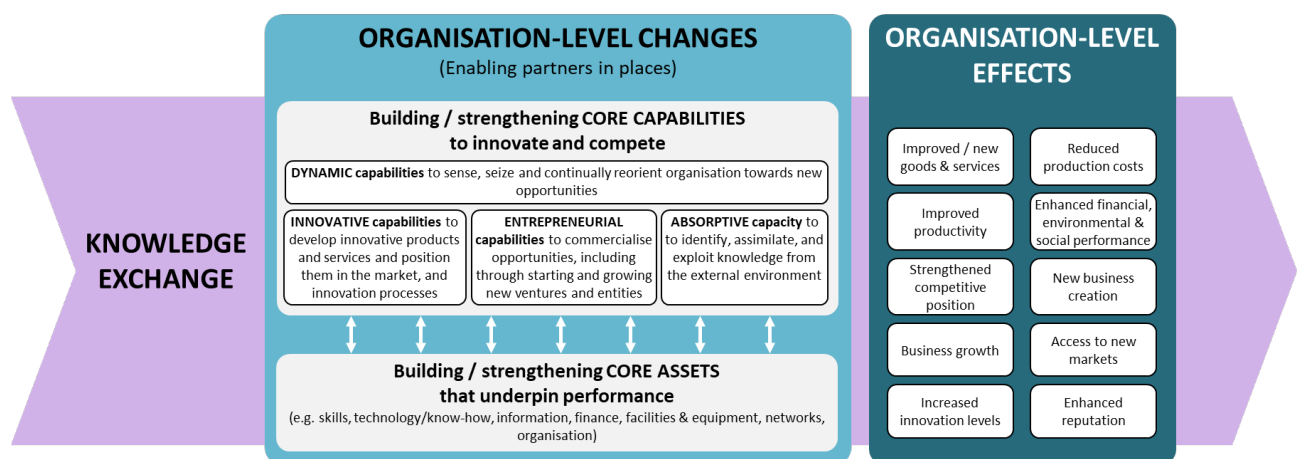 KNOWLEDGE
EXCHANGE
ORGANISATION-LEVEL CHANGES
(Enabling partners in places)
Building / strengthening CORE CAPABILITIES
to innovate and compete
DYNAMIC capabilities to sense, seize and continually reorient organisation towards new
opportunities
INNOVATIVE capabilities to
develop innovative products
and services and position
them in the market, and
innovation processes
ENTREPRENEURIAL
capabilities to commercialise
opportunities, including
through starting and growing
new ventures and entities
ABSORPTIVE capacity to
to identify, assimilate, and
exploit knowledge from
the external environment
Building / strengthening CORE ASSETS
that underpin performance
(e.g. skills, technology/know-how, information, finance, facilities & equipment, networks,
organisation)
ORGANISATION-LEVEL
EFFECTS
Improved / new
goods & services
Reduced
production costs
Improved
productivity
Enhanced financial,
environmental &
social performance
Strengthened
competitive
position
New business
creation
Business growth
Access to new
markets
Increased
innovation levels
Enhanced
reputation